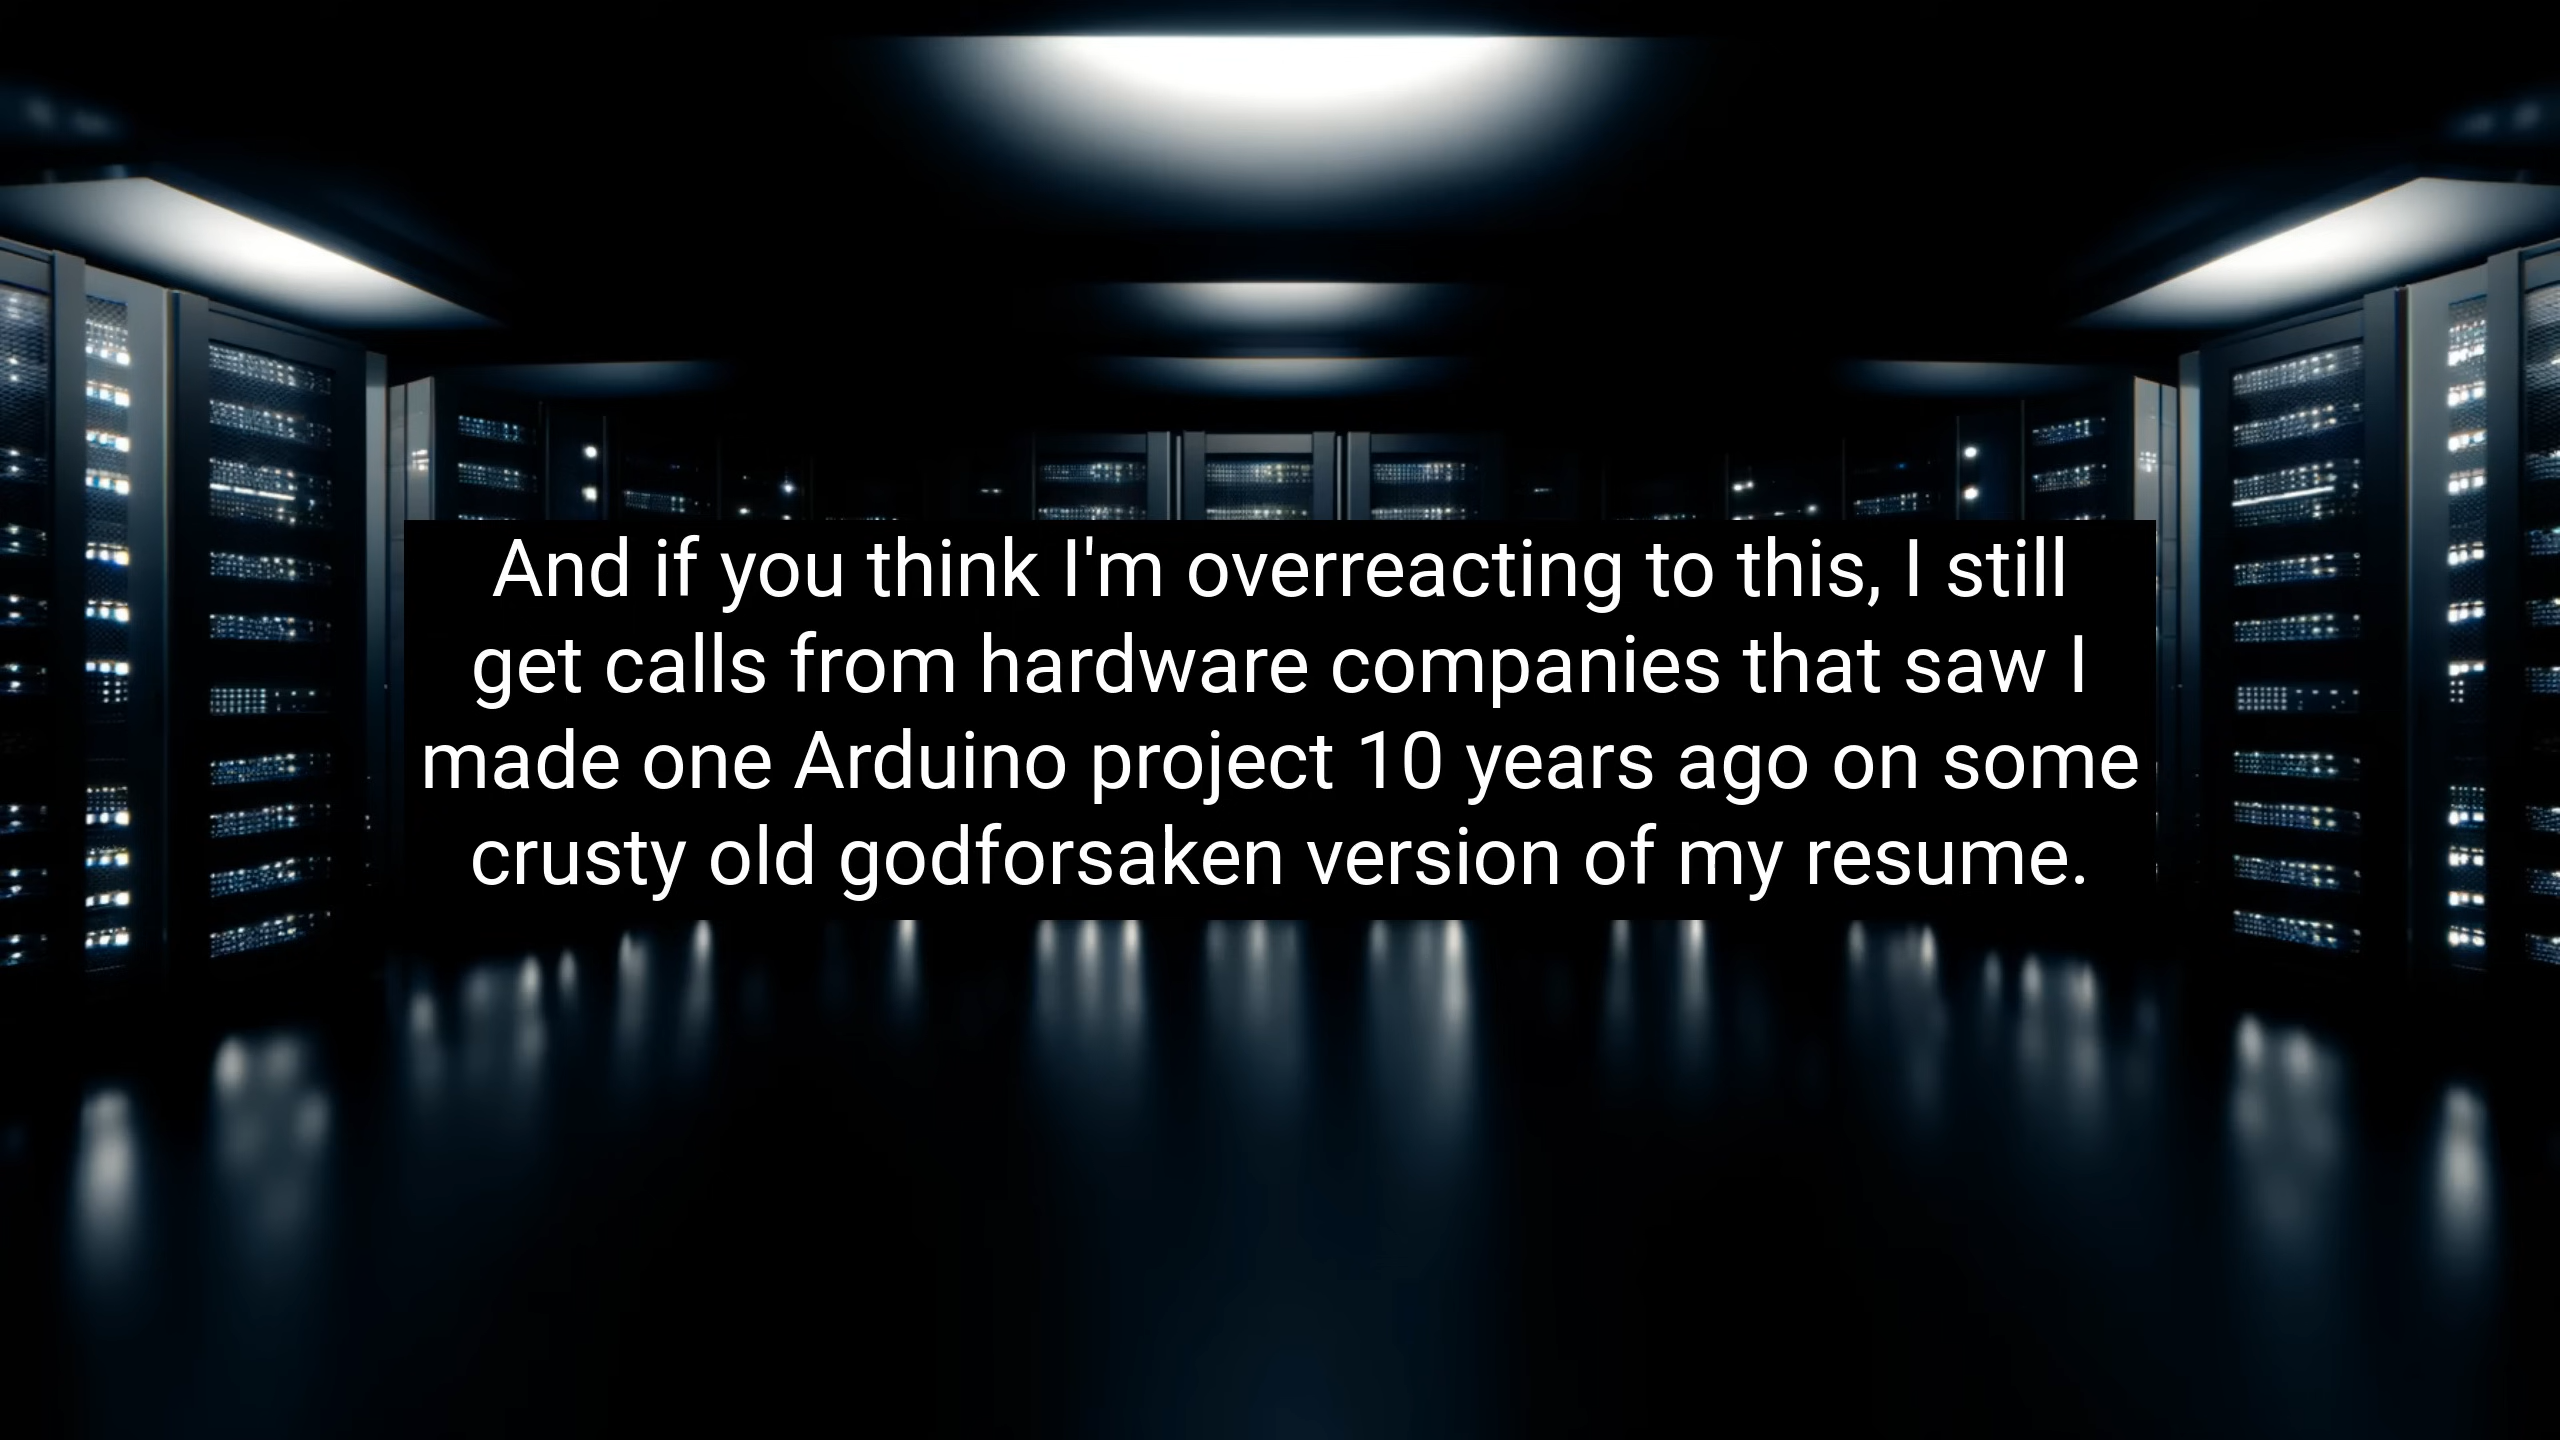 And if you think I'm overreacting to this, I still
get calls from hardware companies that saw I
made one Arduino project 10 years ago on some
crusty old godforsaken version of my resume.